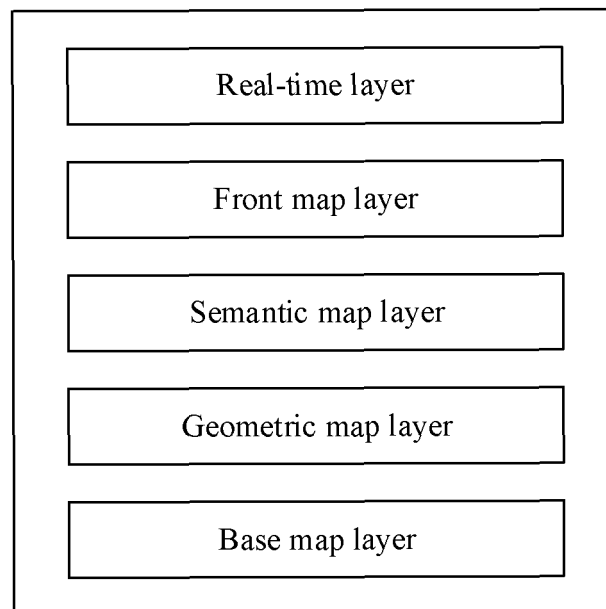 Real-time layer
Front map layer
Semantic map layer
Geometric map layer
Base map layer